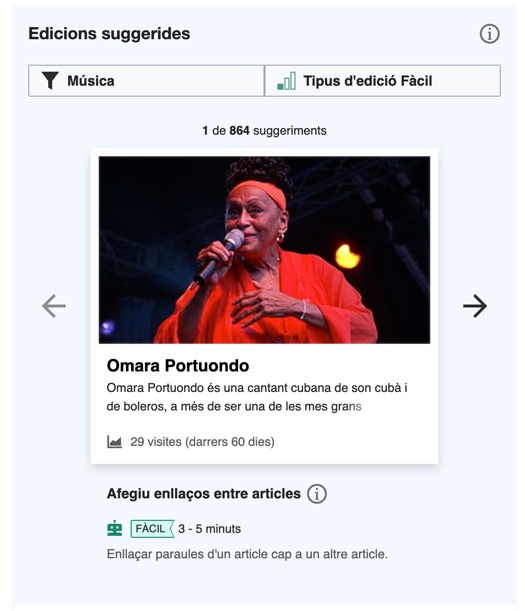 Edicions suggerides
Música
Tipus d'edició Fàcil
1 de 864 suggeriments
Omara Portuondo
Omara Portuondo és una cantant cubana de son cubà i
de boleros, a més de ser una de les mes grans
29 visites (darrers 60 dies)
Afegiu enllaços entre articles
FÀCIL 3 - 5 minuts
Enllaçar paraules d'un article cap a un altre article.